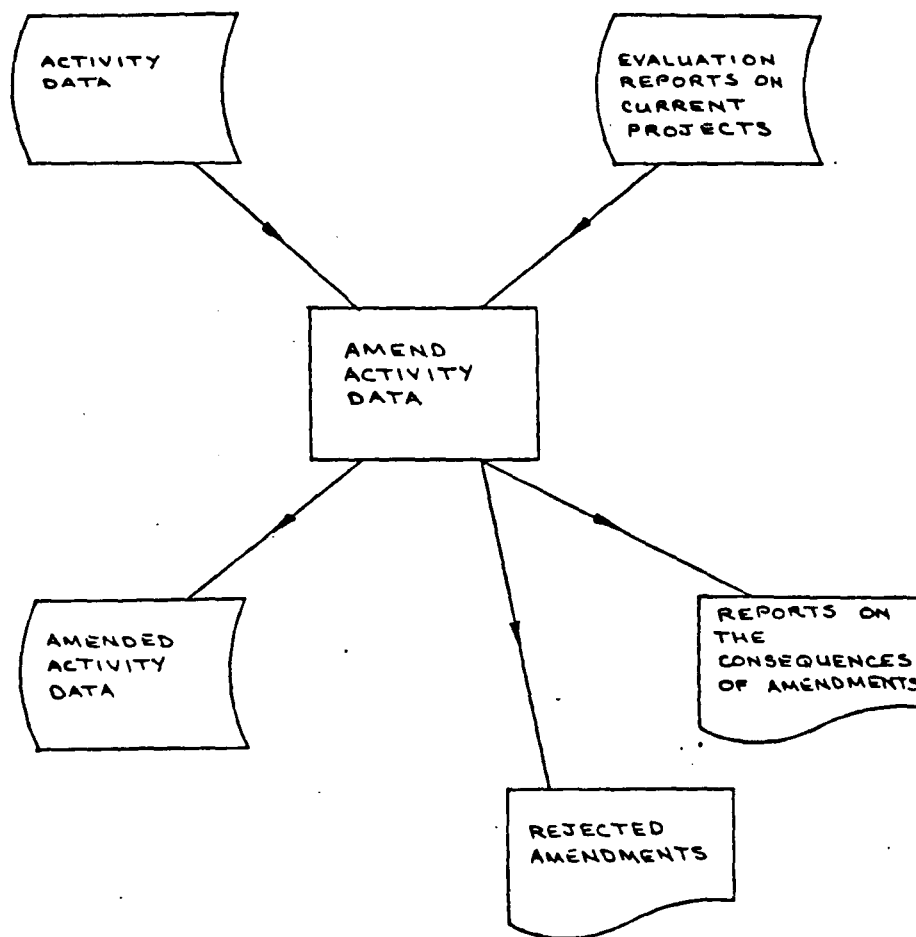 ACTIVITY
DATA
EVALUATION
REPORTS ON
CURRENT
PROJECTS
AMEND
ACTIVITY
DATA
AMENDED
ACTIVITY
DATA
REPORTS ON
THE
CONSEQUENCES
OF AMENDMENTS
REJECTED
AMENDMENTS